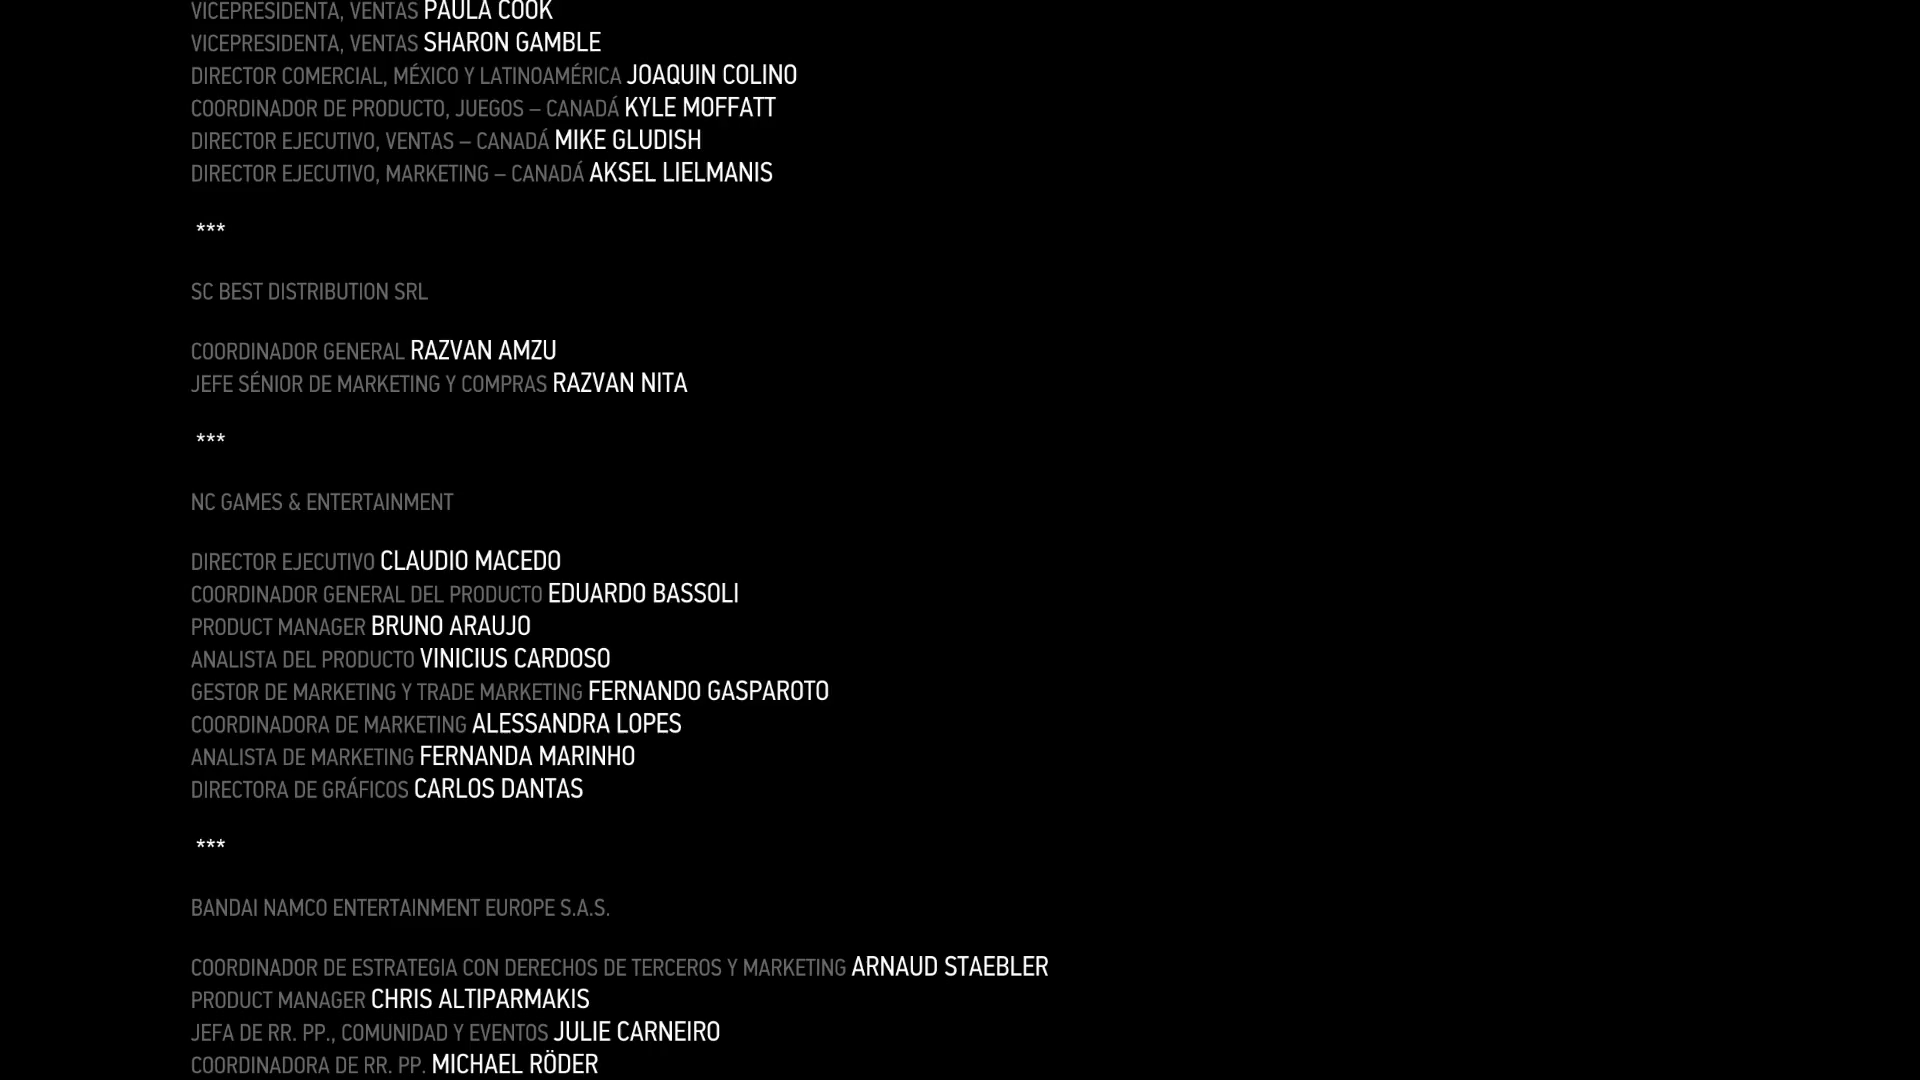 VICEPRESIDENTA, VENTAS PAULA COOK
VICEPRESIDENTA, VENTAS SHARON GAMBLE
DIRECTOR COMERCIAL, MÉXICO Y LATINOAMÉRICA JOAQUIN COLINO
COORDINADOR DE PRODUCTO, JUEGOS – CANADÁ KYLE MOFFATT
DIRECTOR EJECUTIVO, VENTAS – CANADÁ MIKE GLUDISH
DIRECTOR EJECUTIVO, MARKETING – CANADÁ AKSEL LIELMANIS
***
SC BEST DISTRIBUTION SRL
COORDINADOR GENERAL RAZVAN AMZU
JEFE SÉNIOR DE MARKETING Y COMPRAS RAZVAN NITA
***
NC GAMES & ENTERTAINMENT
DIRECTOR EJECUTIVO CLAUDIO MACEDO
COORDINADOR GENERAL DEL PRODUCTO EDUARDO BASSOLI
PRODUCT MANAGER BRUNO ARAUJO
ANALISTA DEL PRODUCTO VINICIUS CARDOSO
GESTOR DE MARKETING Y TRADE MARKETING FERNANDO GASPAROTO
COORDINADORA DE MARKETING ALESSANDRA LOPES
ANALISTA DE MARKETING FERNANDA MARINHO
DIRECTORA DE GRÁFICOS CARLOS DANTAS
***
BANDAI NAMCO ENTERTAINMENT EUROPE S.A.S.
COORDINADOR DE ESTRATEGIA CON DERECHOS DE TERCEROS Y MARKETING ARNAUD STAEBLER
PRODUCT MANAGER CHRIS ALTIPARMAKIS
JEFA DE RR. PP., COMUNIDAD Y EVENTOS JULIE CARNEIRO
COORDINADORA DE RR. PP. MICHAEL RÖDER